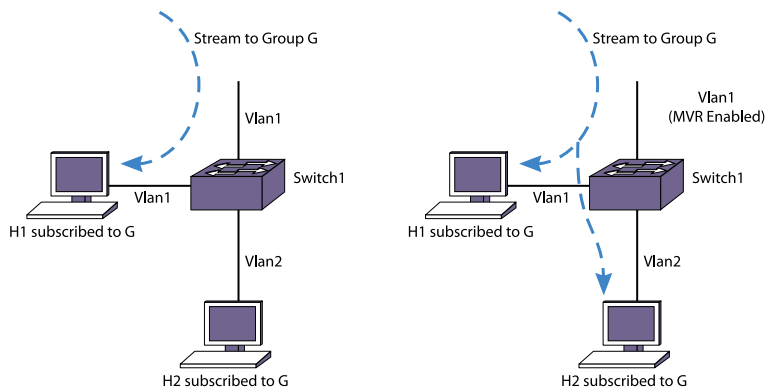 Stream to Group G
Vlan1
Switch1
Vlan1
H1 subscribed to G
Vlan2
H2 subscribed to G
Stream to Group G
Vlan1
(MVR Enabled)
Switch1
Vlan1
H1 subscribed to G
Vlan2
H2 subscribed to G